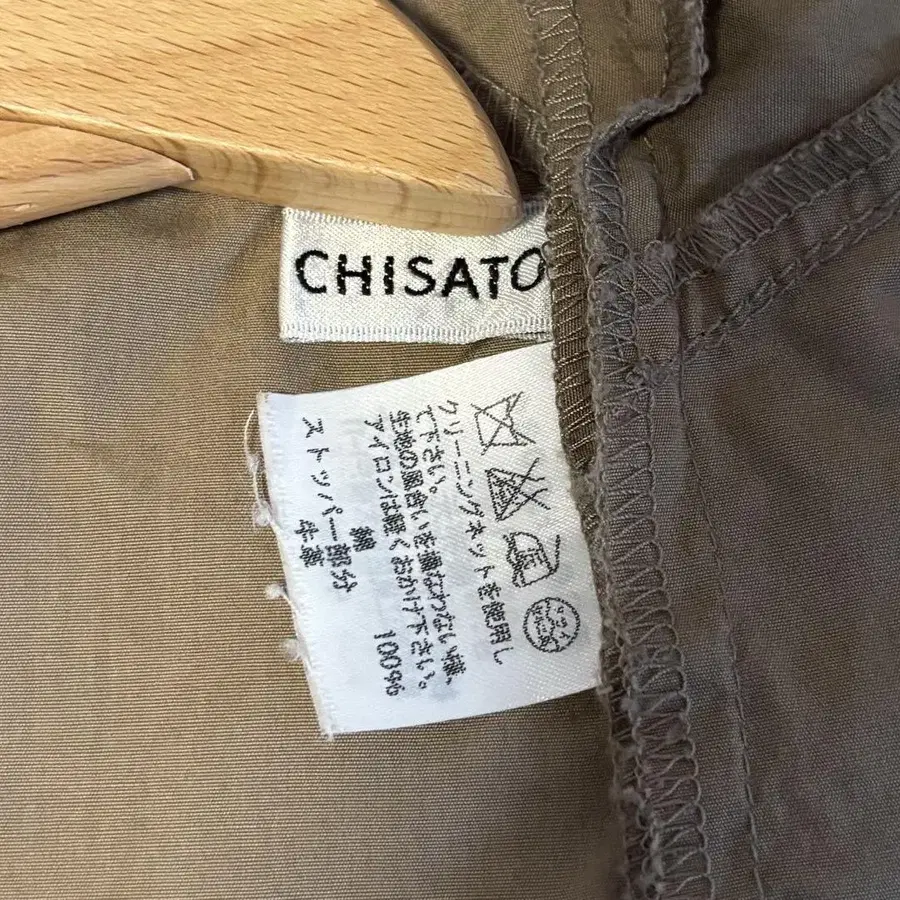 CHISATO
クリーニングネットを使用し
て下さい。
生地の風合いを損なわない様、
アイロンは軽くおかけ下さい。
綿 100%
ストッパー部分
牛革